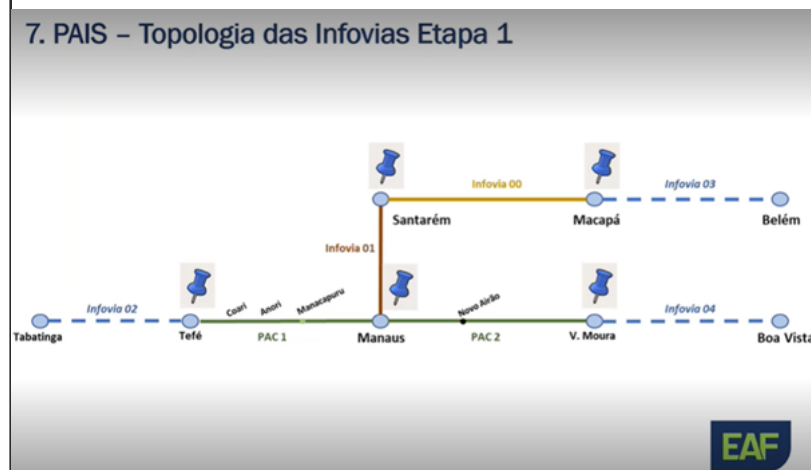 7. PAIS – Topologia das Infovias Etapa 1
Infovia 00
Infovia 03
Santarém
Macapá
Belém
Infovia 01
Infovia 02
Coari
Anori
Manacapuru
Novo Airão
Infovia 04
Tabatinga
Tefé
PAC 1
Manaus
PAC 2
V. Moura
Boa Vista
EAF